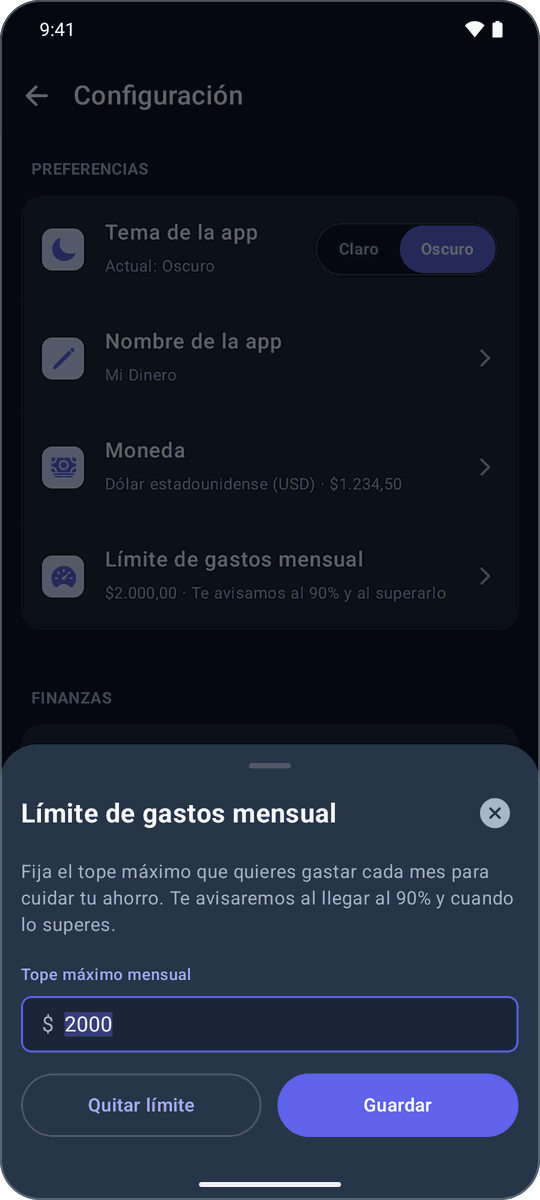 9:41
Configuración
PREFERENCIAS
Tema de la app
Actual: Oscuro
Claro
Oscuro
Nombre de la app
Mi Dinero
Moneda
Dólar estadounidense (USD) · $1.234,50
Límite de gastos mensual
$2.000,00 · Te avisamos al 90% y al superarlo
FINANZAS
Límite de gastos mensual
Fija el tope máximo que quieres gastar cada mes para
cuidar tu ahorro. Te avisaremos al llegar al 90% y cuando
lo superes.
Tope máximo mensual
$ 2000
Quitar límite
Guardar